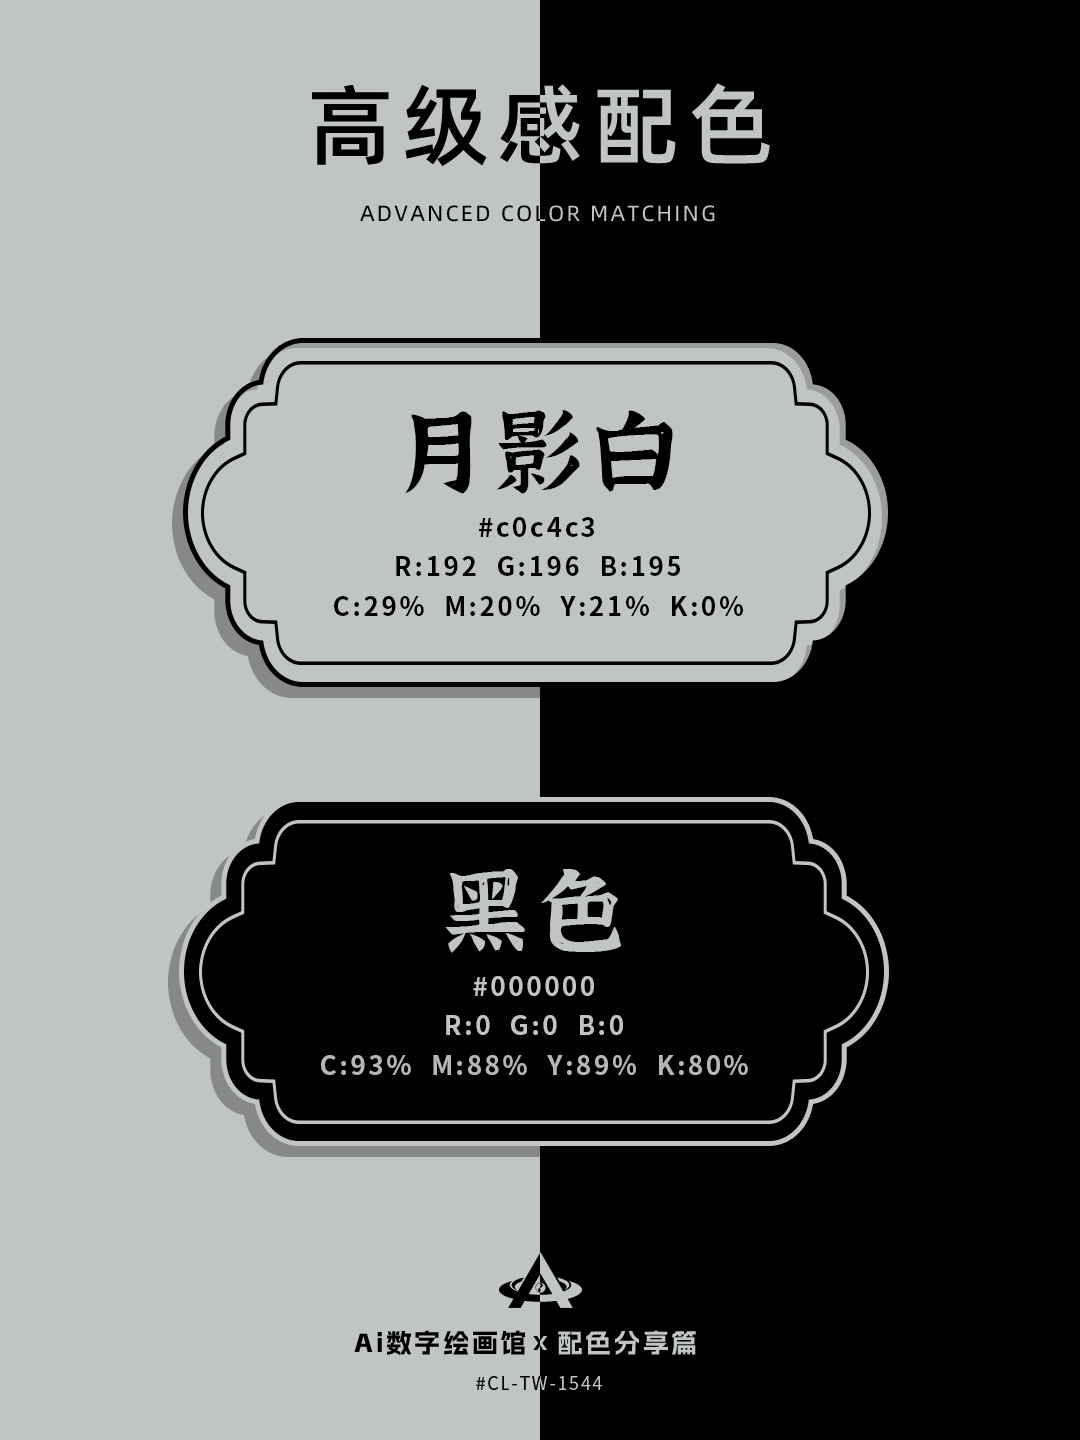 高级感配色
ADVANCED COLOR MATCHING
月影白
#c0c4c3
R:192 G:196 B:195
C:29% M:20% Y:21% K:0%
黑色
#000000
R:0 G:0 B:0
C:93% M:88% Y:89% K:80%
Ai数字绘画馆 x 配色分享篇
#CL-TW-1544